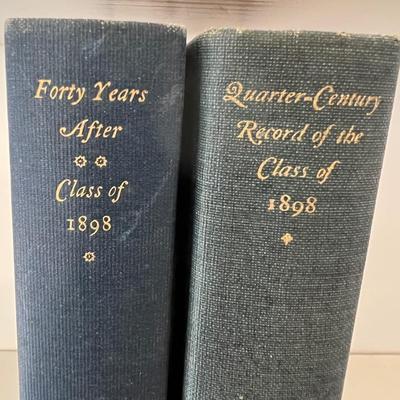 Forty Years
After
Class of
1898
Quarter-Century
Record of the
Class of
1898